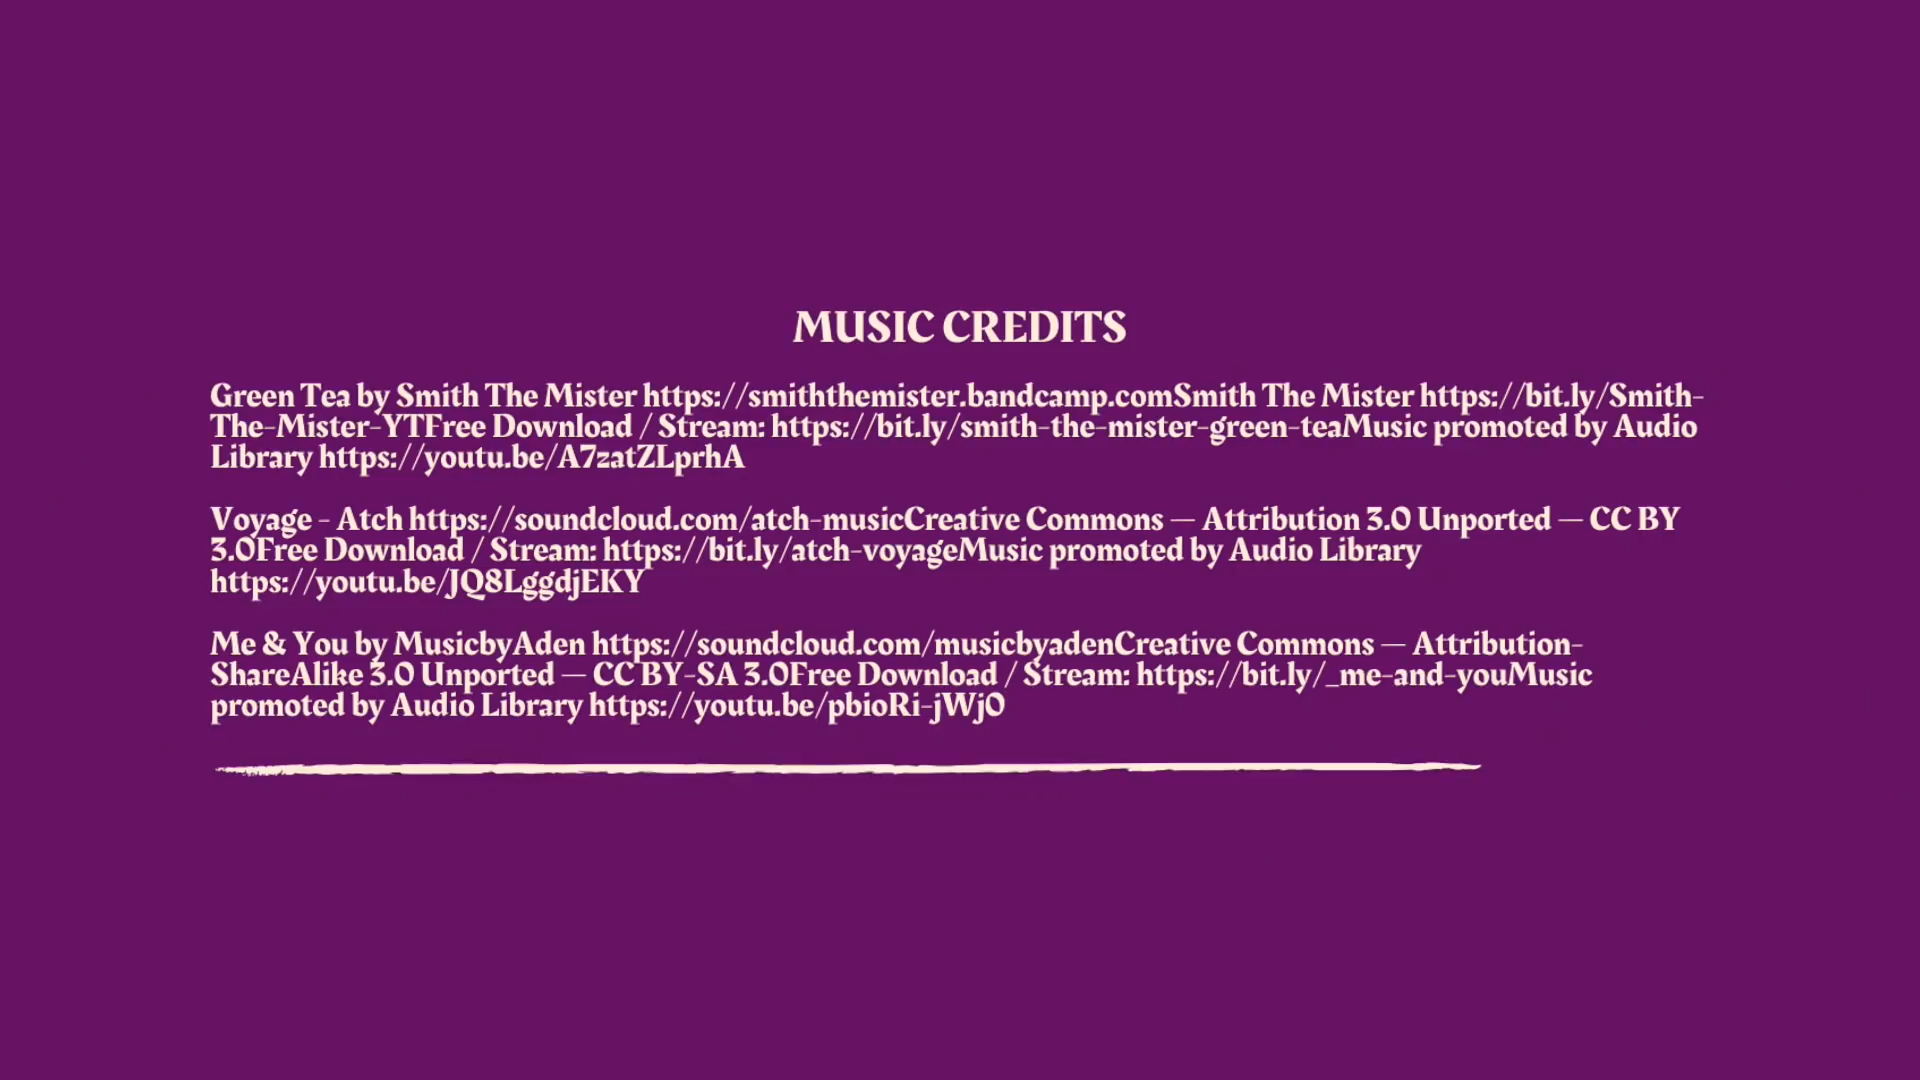 MUSIC CREDITS
Green Tea by Smith The Mister https://smiththemister.bandcamp.comSmith The Mister https://bit.ly/Smith-
The-Mister-YTFree Download / Stream: https://bit.ly/smith-the-mister-green-teaMusic promoted by Audio
Library https://youtu.be/A7zatZLprhA
Voyage - Atch https://soundcloud.com/atch-musicCreative Commons — Attribution 3.0 Unported — CC BY
3.0Free Download / Stream: https://bit.ly/atch-voyageMusic promoted by Audio Library
https://youtu.be/JQ8LggdjEKY
Me & You by MusicbyAden https://soundcloud.com/musicbyadenCreative Commons — Attribution-
ShareAlike 3.0 Unported — CC BY-SA 3.0Free Download / Stream: https://bit.ly/_me-and-youMusic
promoted by Audio Library https://youtu.be/pbioRi-jWj0